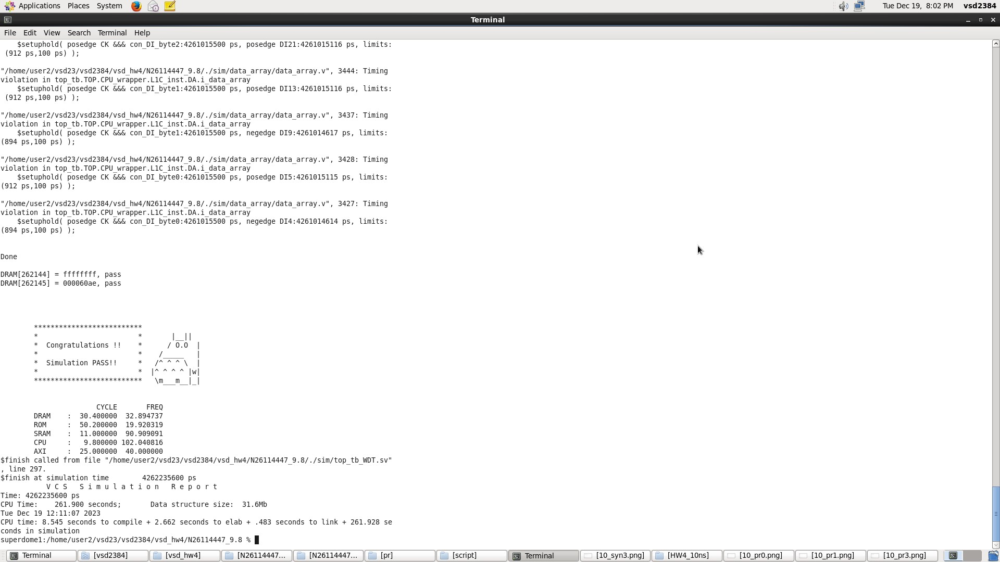 Applications Places System Tue Dec 19, 8:02 PM vsd2384
Terminal
File Edit View Search Terminal Help
    $setuphold( posedge CK &&& con_DI_byte2:4261015500 ps, posedge DI21:4261015116 ps, limits:
 (912 ps,100 ps) );
"/home/user2/vsd23/vsd2384/vsd_hw4/N26114447_9.8/./sim/data_array/data_array.v", 3444: Timing
violation in top_tb.TOP.CPU_wrapper.L1C_inst.DA.i_data_array
    $setuphold( posedge CK &&& con_DI_byte1:4261015500 ps, posedge DI13:4261015116 ps, limits:
 (912 ps,100 ps) );
"/home/user2/vsd23/vsd2384/vsd_hw4/N26114447_9.8/./sim/data_array/data_array.v", 3437: Timing
violation in top_tb.TOP.CPU_wrapper.L1C_inst.DA.i_data_array
    $setuphold( posedge CK &&& con_DI_byte1:4261015500 ps, negedge DI9:4261014617 ps, limits:
(894 ps,100 ps) );
"/home/user2/vsd23/vsd2384/vsd_hw4/N26114447_9.8/./sim/data_array/data_array.v", 3428: Timing
violation in top_tb.TOP.CPU_wrapper.L1C_inst.DA.i_data_array
    $setuphold( posedge CK &&& con_DI_byte0:4261015500 ps, posedge DI5:4261015115 ps, limits:
(912 ps,100 ps) );
"/home/user2/vsd23/vsd2384/vsd_hw4/N26114447_9.8/./sim/data_array/data_array.v", 3427: Timing
violation in top_tb.TOP.CPU_wrapper.L1C_inst.DA.i_data_array
    $setuphold( posedge CK &&& con_DI_byte0:4261015500 ps, negedge DI4:4261014614 ps, limits:
(894 ps,100 ps) );
Done
DRAM[262144] = ffffffff, pass
DRAM[262145] = 000060ae, pass
        **************************
        *                        *       |__||
        *  Congratulations !!    *      / O.O  |
        *                        *    /_____   |
        *  Simulation PASS!!     *   /^ ^ ^ \  |
        *                        *  |^ ^ ^ ^ |w|
        **************************   \m___m__|_|
                       CYCLE       FREQ
        DRAM    :  30.400000  32.894737
        ROM     :  50.200000  19.920319
        SRAM    :  11.000000  90.909091
        CPU     :   9.800000 102.040816
        AXI     :  25.000000  40.000000
$finish called from file "/home/user2/vsd23/vsd2384/vsd_hw4/N26114447_9.8/./sim/top_tb_WDT.sv"
, line 297.
$finish at simulation time        4262235600 ps
           V C S   S i m u l a t i o n   R e p o r t
Time: 4262235600 ps
CPU Time:    261.900 seconds;       Data structure size:  31.6Mb
Tue Dec 19 12:11:07 2023
CPU time: 8.545 seconds to compile + 2.662 seconds to elab + .483 seconds to link + 261.928 se
conds in simulation
superdome1:/home/user2/vsd23/vsd2384/vsd_hw4/N26114447_9.8 %
Terminal [vsd2384] [vsd_hw4] [N26114447... [N26114447... [pr] [script] Terminal [10_syn3.png] [HW4_10ns] [10_pr0.png] [10_pr1.png] [10_pr3.png]